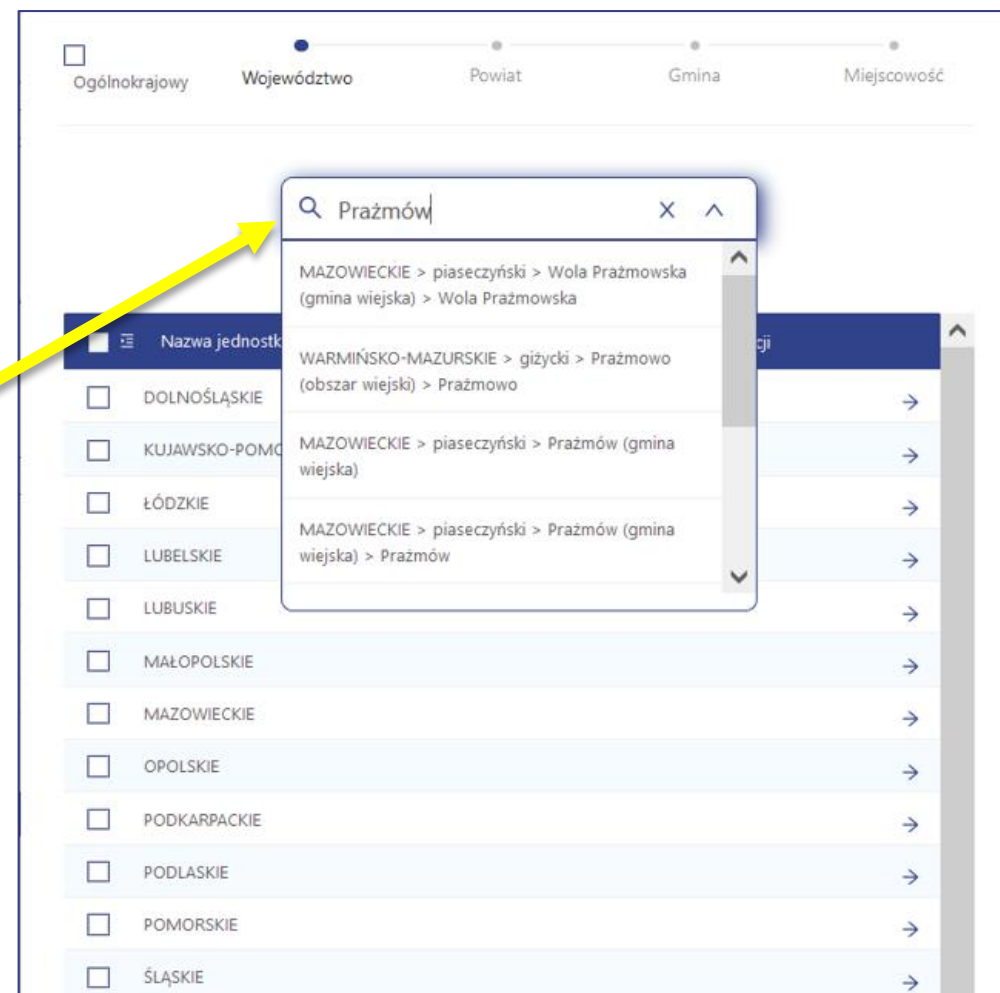 Ogólnokrajowy
Województwo
Powiat
Gmina
Miejscowość
Prażmów
MAZOWIECKIE > piaseczyński > Wola Prażmowska
(gmina wiejska) > Wola Prażmowska
WARMIŃSKO-MAZURSKIE > giżycki > Prażmowo
(obszar wiejski) > Prażmowo
MAZOWIECKIE > piaseczyński > Prażmów (gmina
wiejska)
MAZOWIECKIE > piaseczyński > Prażmów (gmina
wiejska) > Prażmów
Nazwa jednostk
cji
DOLNOŚLĄSKIE
KUJAWSKO-POMO
ŁÓDZKIE
LUBELSKIE
LUBUSKIE
MAŁOPOLSKIE
MAZOWIECKIE
OPOLSKIE
PODKARPACKIE
PODLASKIE
POMORSKIE
ŚLĄSKIE